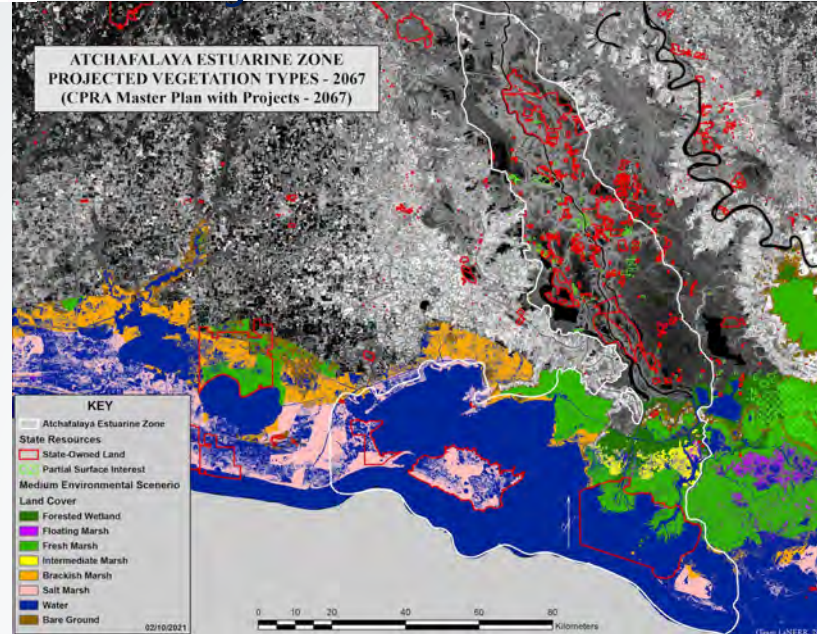 ATCHAFALAYA ESTUARINE ZONE
PROJECTED VEGETATION TYPES - 2067
(CPRA Master Plan with Projects - 2067)
KEY
Atchafalaya Estuarine Zone
State Resources
State-Owned Land
Partial Surface Interest
Medium Environmental Scenerio
Land Cover
Forested Wetland
Floating Marsh
Fresh Marsh
Intermediate Marsh
Brackish Marsh
Salt Marsh
Water
Bare Ground
02/10/2021
0 20 40 60 80
Kilometers